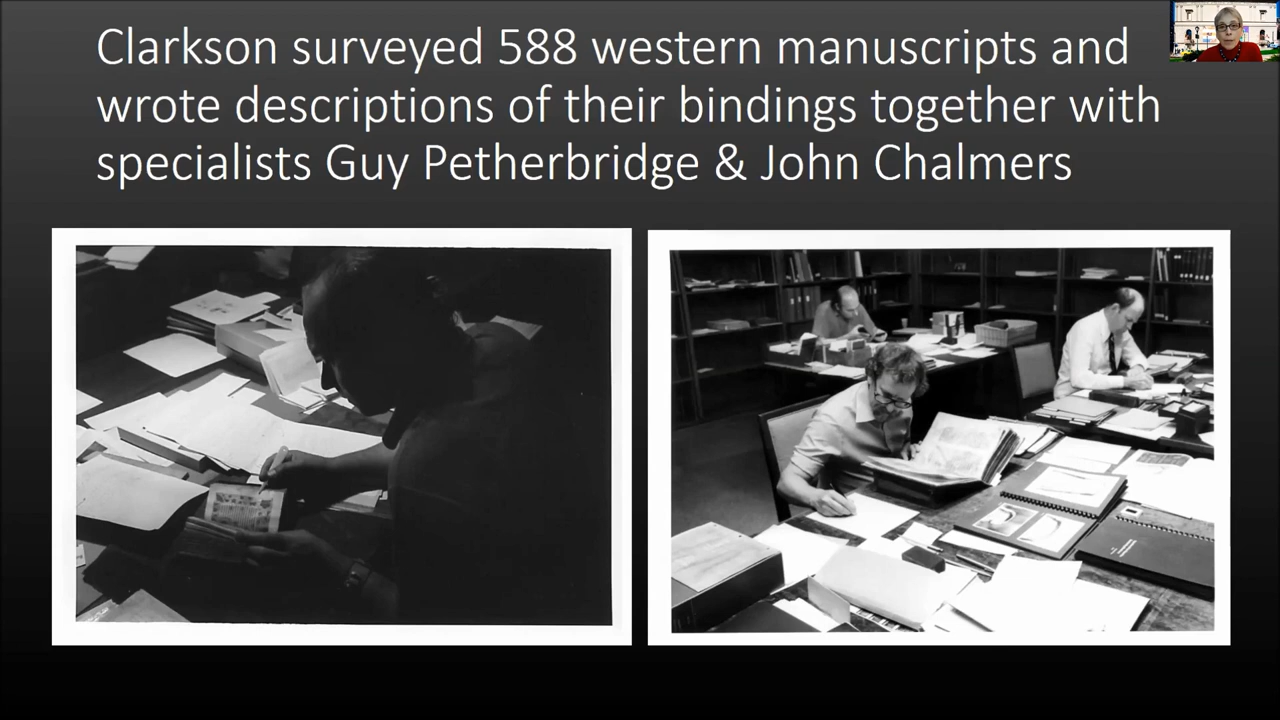 Clarkson surveyed 588 western manuscripts and
wrote descriptions of their bindings together with
specialists Guy Petherbridge & John Chalmers